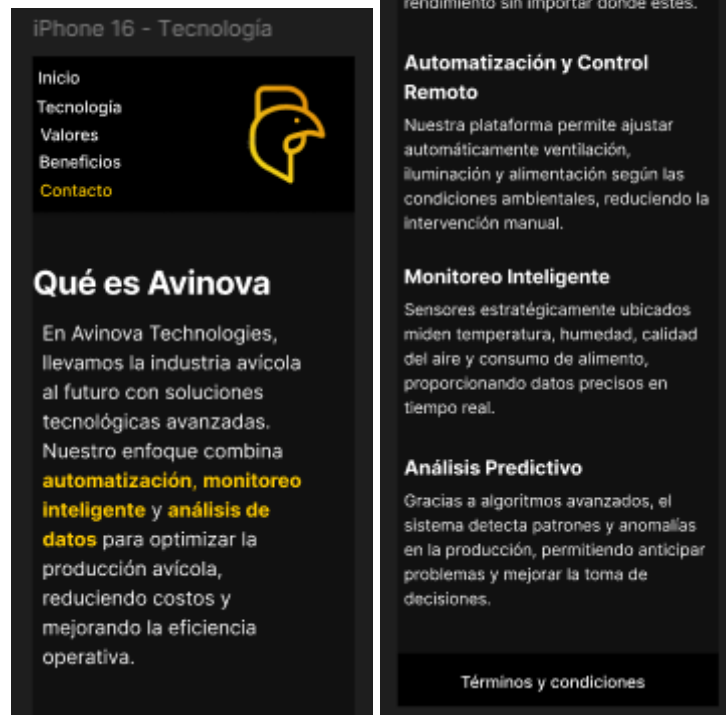 iPhone 16 - Tecnología
Inicio
Tecnología
Valores
Beneficios
Contacto
Qué es Avinova
En Avinova Technologies,
llevamos la industria avícola
al futuro con soluciones
tecnológicas avanzadas.
Nuestro enfoque combina
automatización, monitoreo
inteligente y análisis de
datos para optimizar la
producción avícola,
reduciendo costos y
mejorando la eficiencia
operativa.
rendimiento sin importar dónde estés.
Automatización y Control
Remoto
Nuestra plataforma permite ajustar
automáticamente ventilación,
iluminación y alimentación según las
condiciones ambientales, reduciendo la
intervención manual.
Monitoreo Inteligente
Sensores estratégicamente ubicados
miden temperatura, humedad, calidad
del aire y consumo de alimento,
proporcionando datos precisos en
tiempo real.
Análisis Predictivo
Gracias a algoritmos avanzados, el
sistema detecta patrones y anomalías
en la producción, permitiendo anticipar
problemas y mejorar la toma de
decisiones.
Términos y condiciones